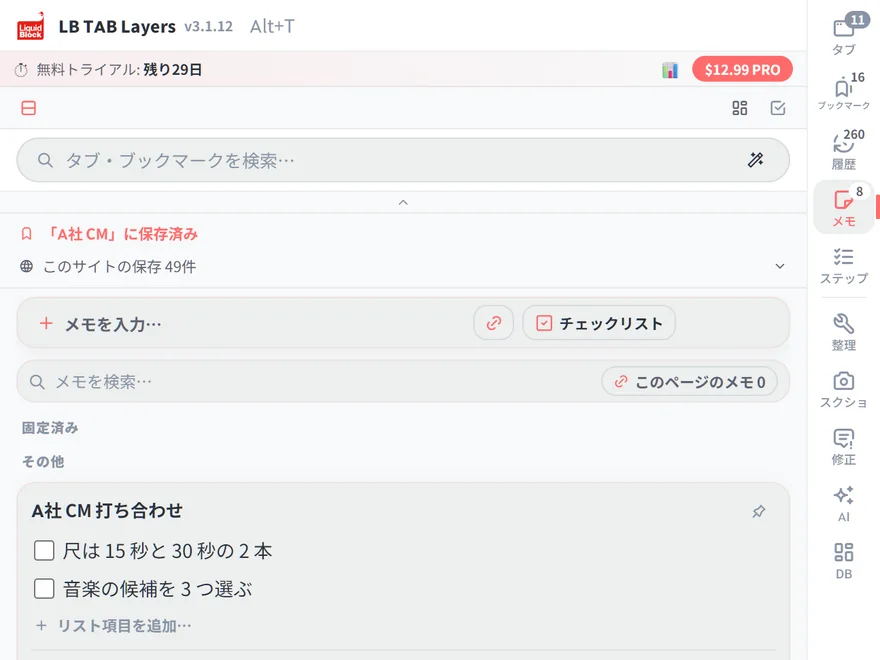 Liquid Block LB TAB Layers v3.1.12 Alt+T
無料トライアル: 残り29日 $12.99 PRO
タブ・ブックマークを検索…
「A社 CM」に保存済み
このサイトの保存 49件
メモを入力… チェックリスト
メモを検索… このページのメモ 0
固定済み
その他
A社 CM 打ち合わせ
尺は 15 秒と 30 秒の 2 本
音楽の候補を 3 つ選ぶ
+ リスト項目を追加…
11
タブ
16
ブックマーク
260
履歴
8
メモ
ステップ
整理
スクショ
修正
AI
DB